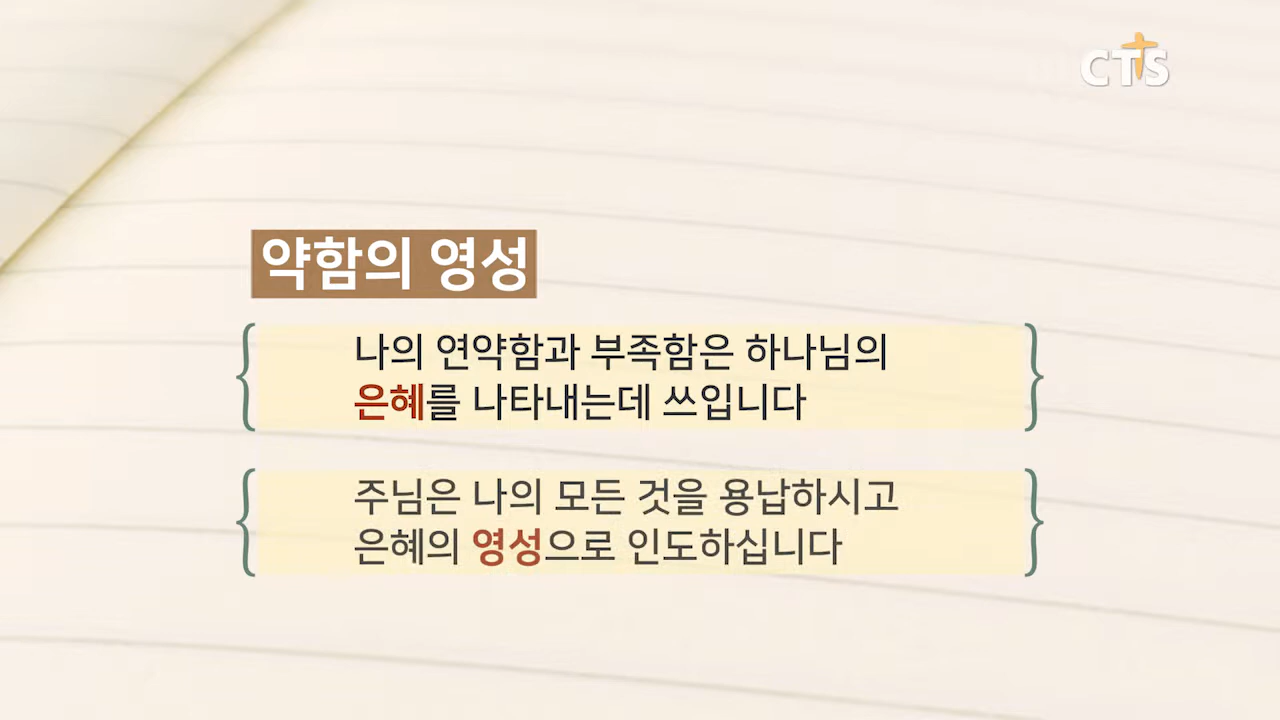 CTS
약함의 영성
나의 연약함과 부족함은 하나님의
은혜를 나타내는데 쓰입니다
주님은 나의 모든 것을 용납하시고
은혜의 영성으로 인도하십니다